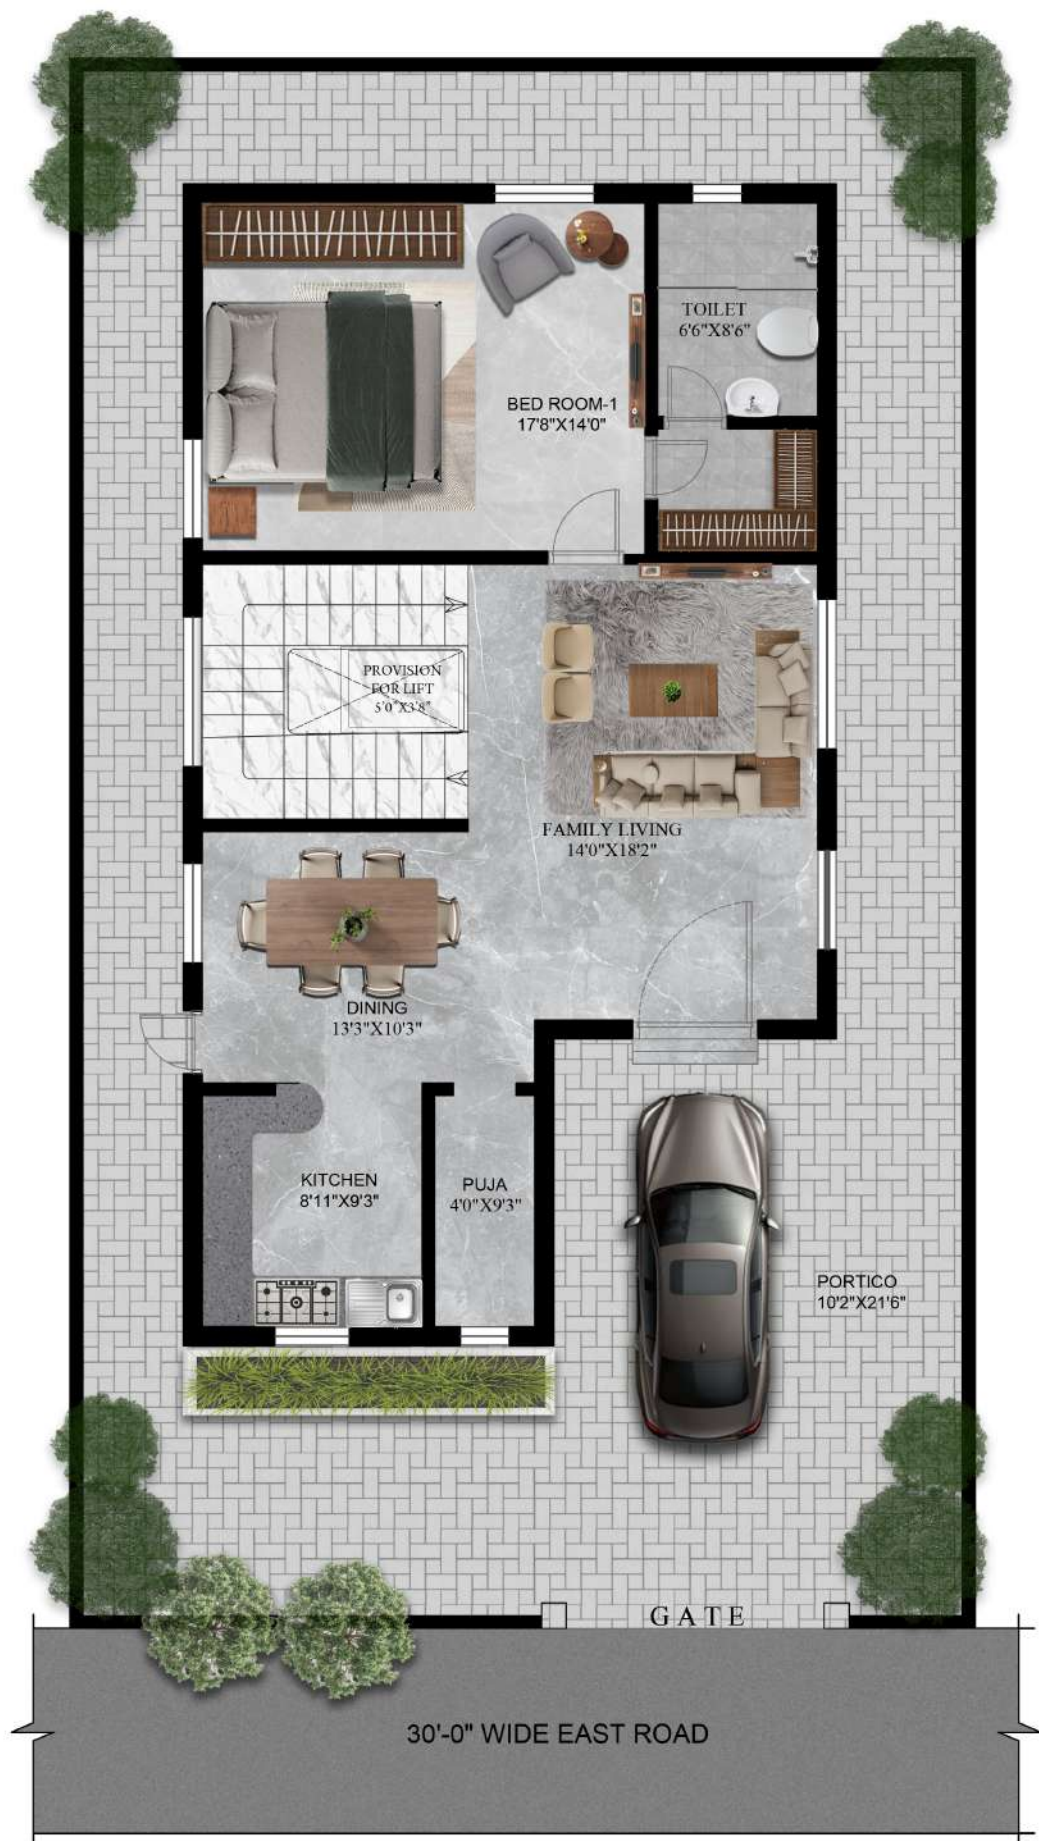 TOILET
6'6"X8'6"
BED ROOM-1
17'8"X14'0"
PROVISION
FOR LIFT
5'0"X3'8"
FAMILY LIVING
14'0"X18'2"
DINING
13'3"X10'3"
KITCHEN
8'11"X9'3"
PUJA
4'0"X9'3"
PORTICO
10'2"X21'6"
GATE
30'-0" WIDE EAST ROAD